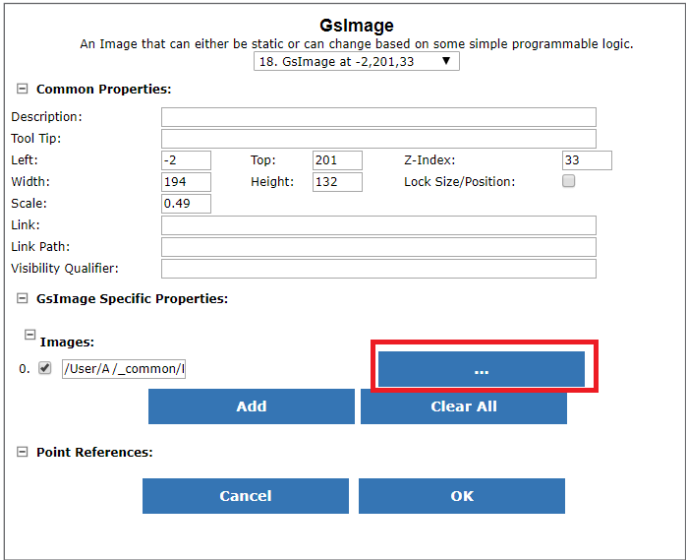 GsImage
An Image that can either be static or can change based on some simple programmable logic.
18. GsImage at -2,201,33
Common Properties:
Description:
Tool Tip:
Left: -2 Top: 201 Z-Index: 33
Width: 194 Height: 132 Lock Size/Position:
Scale: 0.49
Link:
Link Path:
Visibility Qualifier:
GsImage Specific Properties:
Images:
0. /User/A /_common/I ...
Add Clear All
Point References:
Cancel OK